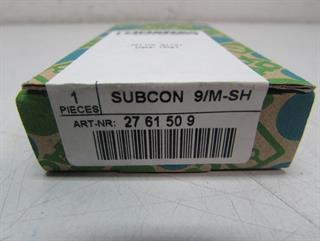 1
PIECES
SUBCON 9/M-SH
ART-NR: 27 61 50 9